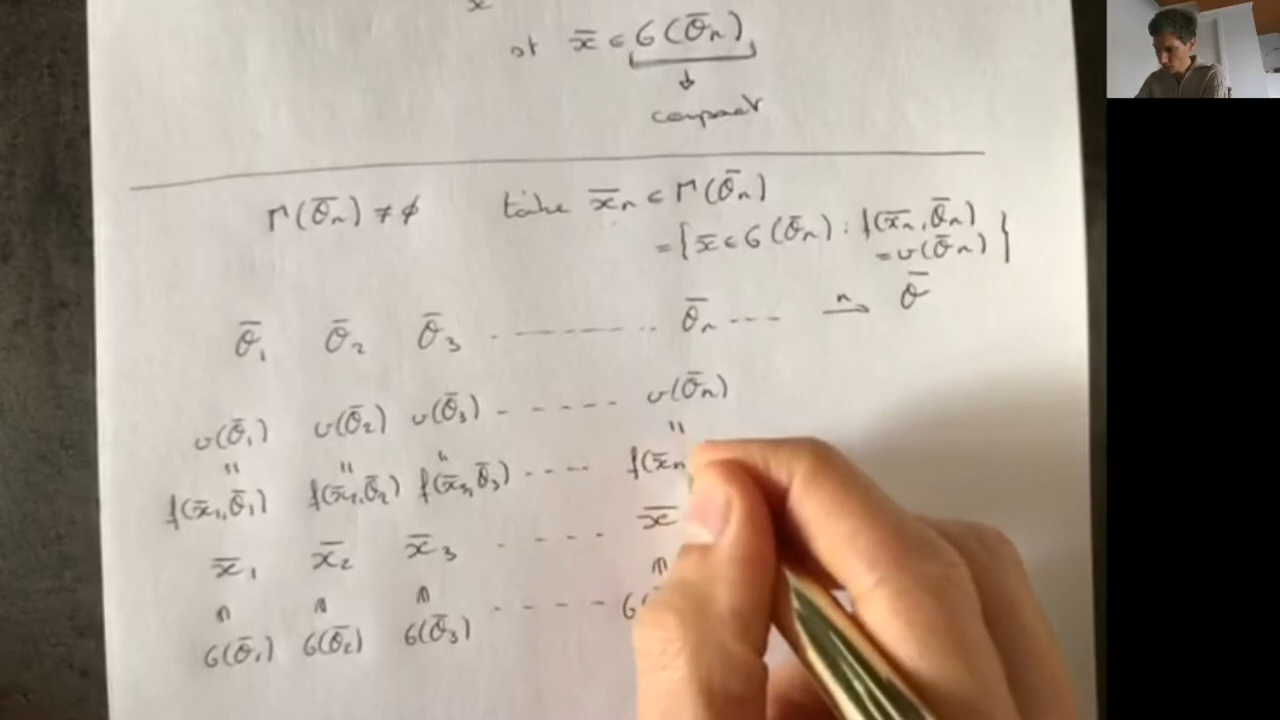 x̄
st x̄ ∈ G(θ̄n)
↓
compact
Γ(θ̄n) ≠ ∅ take x̄n ∈ Γ(θ̄n)
= { x̄ ∈ G(θ̄n) : f(x̄n, θ̄n) = v(θ̄n) }
θ̄1 θ̄2 θ̄3 ---------- θ̄n --- n→ θ̄
v(θ̄1) v(θ̄2) v(θ̄3) ------ v(θ̄n)
" " " "
f(x̄1, θ̄1) f(x̄2, θ̄2) f(x̄3, θ̄3) ---- f(x̄n
x̄1 x̄2 x̄3 ---- x̄
∩ ∩ ∩ ∩
G(θ̄1) G(θ̄2) G(θ̄3) ---- G(